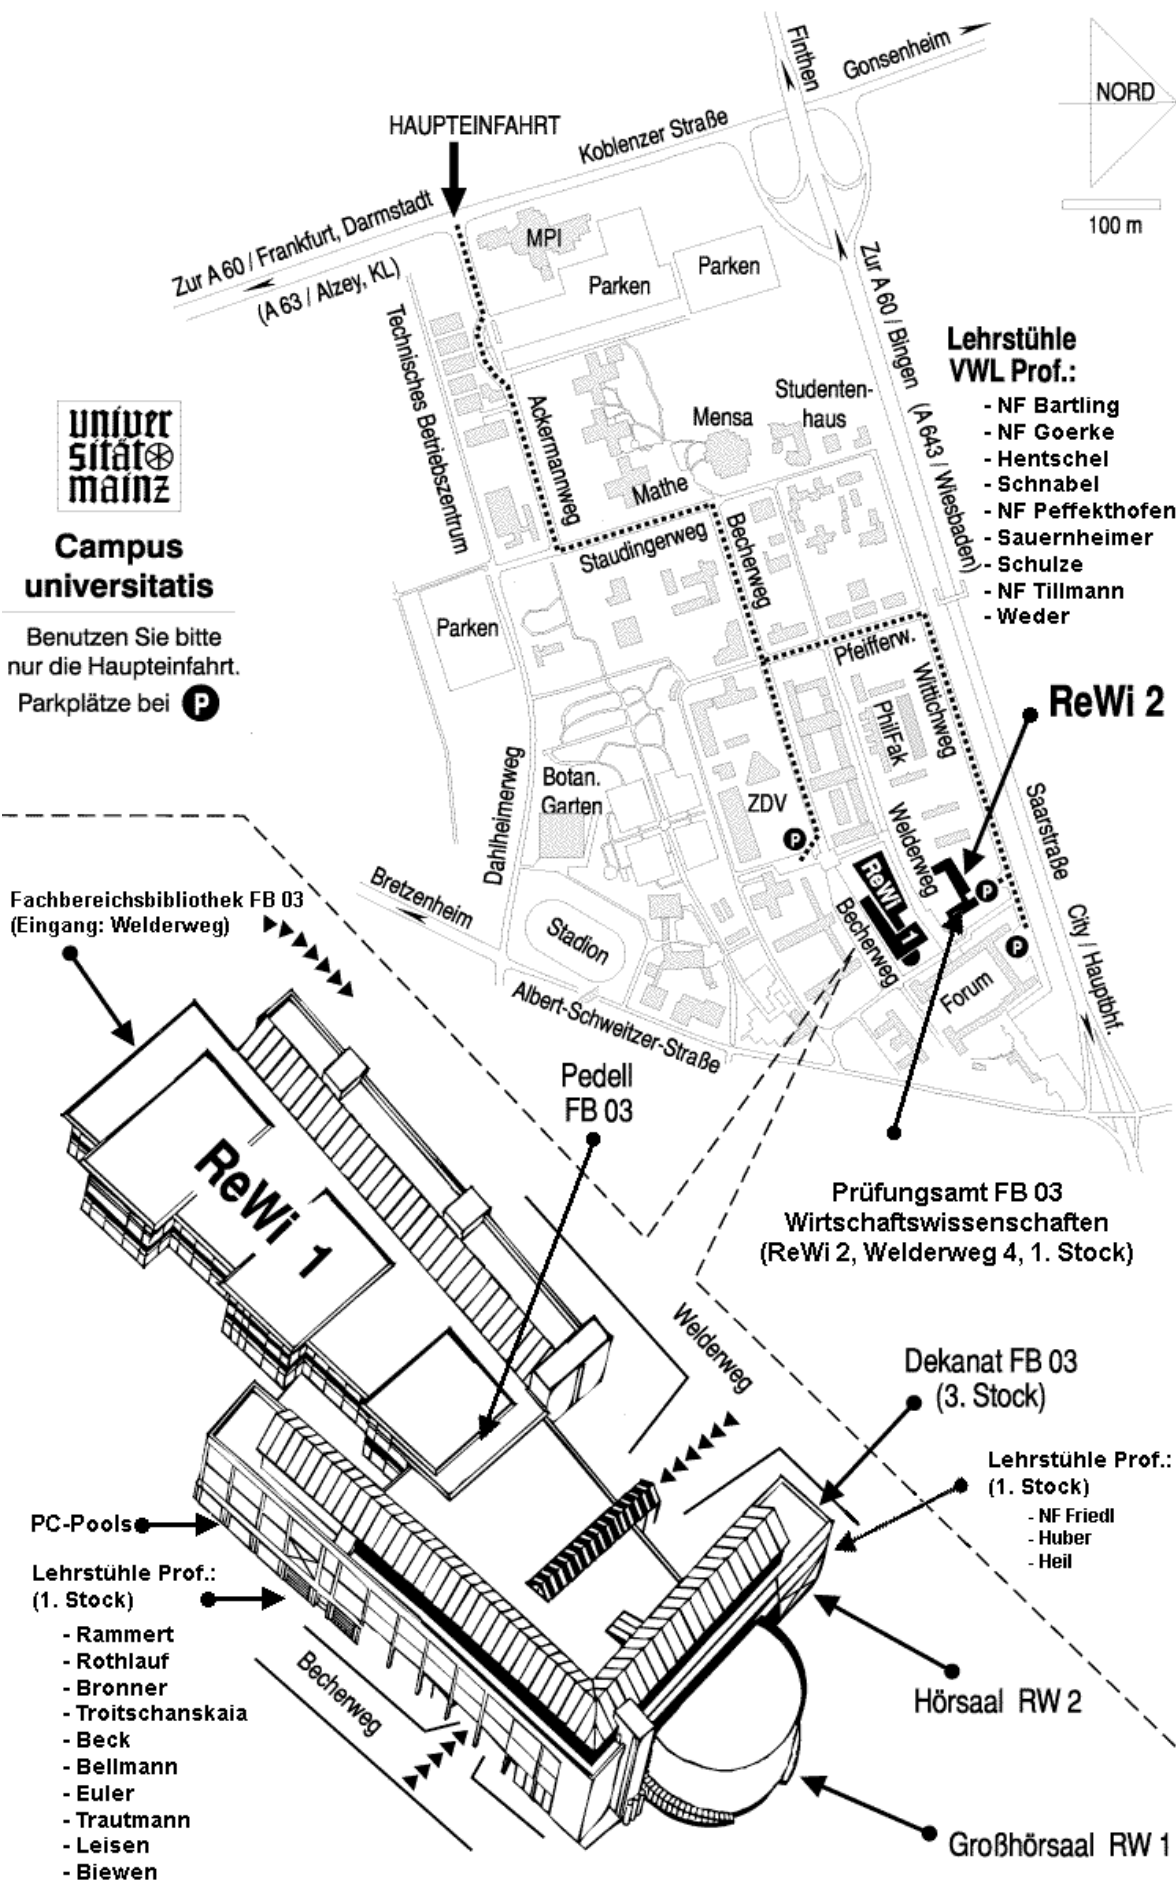 Finthen
Gonsenheim
NORD
100 m
HAUPTEINFAHRT
Koblenzer Straße
Zur A 60 / Frankfurt, Darmstadt
(A 63 / Alzey, KL)
MPI
Parken
Parken
Zur A 60 / Bingen (A 643 / Wiesbaden)
Technisches Betriebszentrum
Ackermannweg
Mensa
Studenten-
haus
Mathe
Staudingerweg
Becherweg
Parken
Pfeifferw.
Wittichweg
PhilFak
Botan.
Garten
Dahlheimerweg
ZDV
P
Welderweg
ReWi 1
Becherweg
P
P
Saarstraße
City / Hauptbhf.
Forum
Bretzenheim
Stadion
Albert-Schweitzer-Straße
Lehrstühle
VWL Prof.:
- NF Bartling
- NF Goerke
- Hentschel
- Schnabel
- NF Peffekthofen
- Sauernheimer
- Schulze
- NF Tillmann
- Weder
ReWi 2
univer
sität
mainz
Campus
universitatis
Benutzen Sie bitte
nur die Haupteinfahrt.
Parkplätze bei P
Fachbereichsbibliothek FB 03
(Eingang: Welderweg)
Pedell
FB 03
ReWi 1
Prüfungsamt FB 03
Wirtschaftswissenschaften
(ReWi 2, Welderweg 4, 1. Stock)
Welderweg
Dekanat FB 03
(3. Stock)
Lehrstühle Prof.:
(1. Stock)
- NF Friedl
- Huber
- Heil
PC-Pools
Lehrstühle Prof.:
(1. Stock)
- Rammert
- Rothlauf
- Bronner
- Troitschanskaia
- Beck
- Bellmann
- Euler
- Trautmann
- Leisen
- Biewen
Becherweg
Hörsaal RW 2
Großhörsaal RW 1